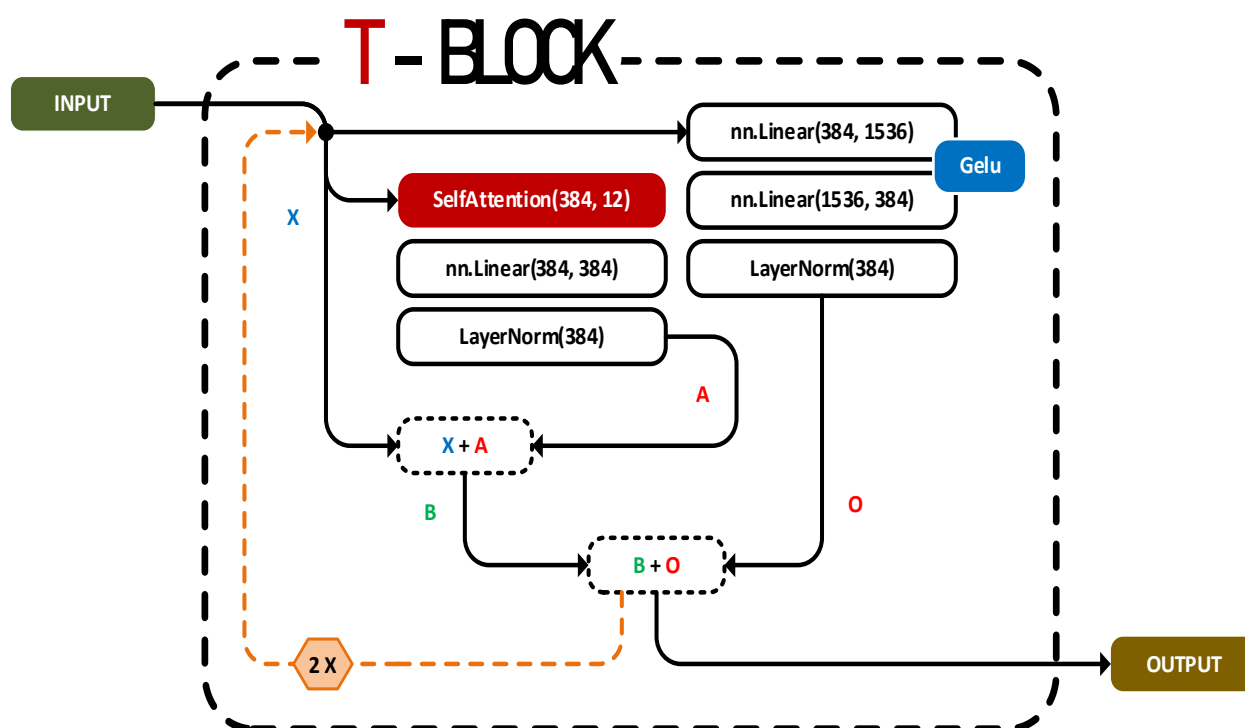 T - BLOCK
INPUT
nn.Linear(384, 1536)
Gelu
SelfAttention(384, 12)
nn.Linear(1536, 384)
X
nn.Linear(384, 384)
LayerNorm(384)
LayerNorm(384)
A
X + A
B
O
B + O
2 X
OUTPUT